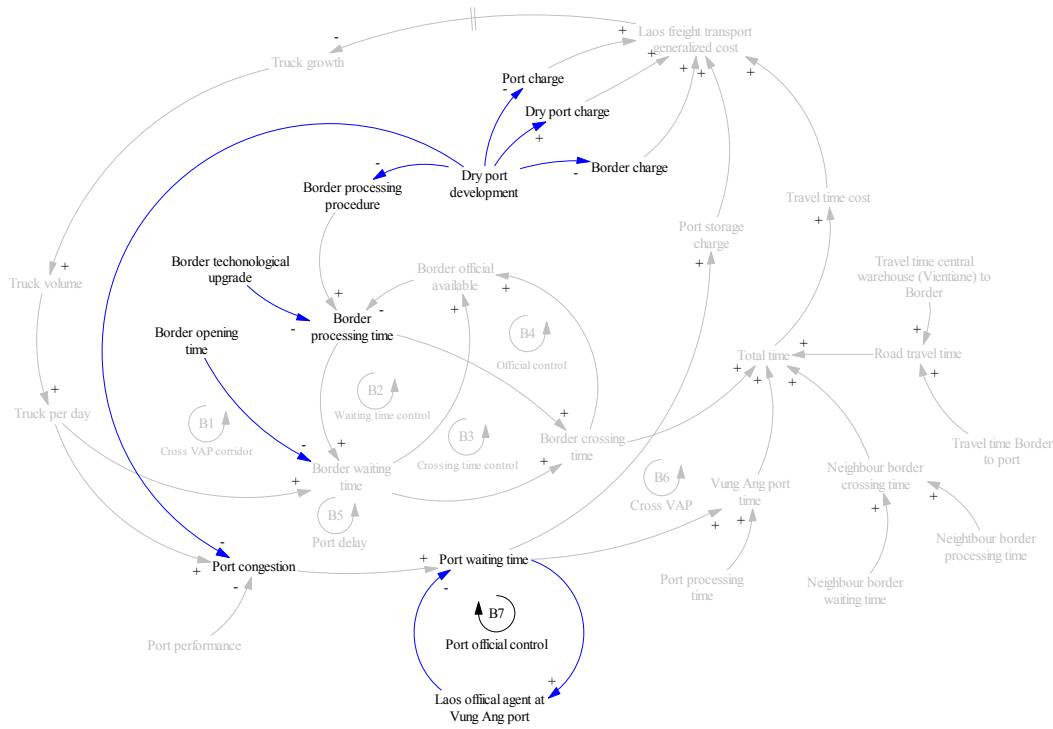 Laos freight transport
generalized cost
Truck growth
Port charge
Dry port charge
Border charge
Dry port
development
Border processing
procedure
Travel time cost
Port storage
charge
Border techonological
upgrade
Border official
available
Travel time central
warehouse (Vientiane) to
Border
Truck volume
Border
processing time
Border opening
time
B4
Official control
Total time
Road travel time
B2
Waiting time control
Truck per day
B1
Cross VAP corridor
B3
Crossing time control
Border crossing
time
Travel time Border
to port
Border waiting
time
B6
Cross VAP
Vung Ang port
time
Neighbour border
crossing time
B5
Port delay
Neightbour border
processing time
Port congestion
Port waiting time
Port processing
time
Neighbour border
waiting time
B7
Port official control
Port performance
Laos offiical agent at
Vung Ang port
+
+
+
+
+
-
-
+
-
-
+
+
+
-
+
+
-
-
+
+
+
+
+
+
+
+
-
+
+
+
+
+
+
+
-
+
-
+
-
+